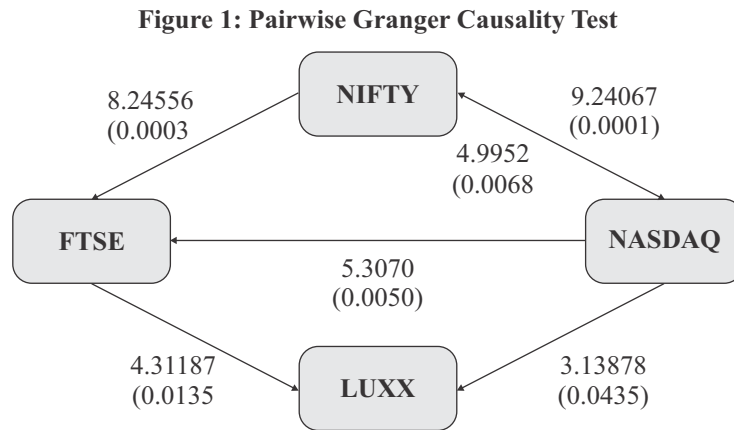 Figure 1: Pairwise Granger Causality Test
NIFTY
8.24556
(0.0003
9.24067
(0.0001)
4.9952
(0.0068
FTSE
NASDAQ
5.3070
(0.0050)
4.31187
(0.0135
LUXX
3.13878
(0.0435)